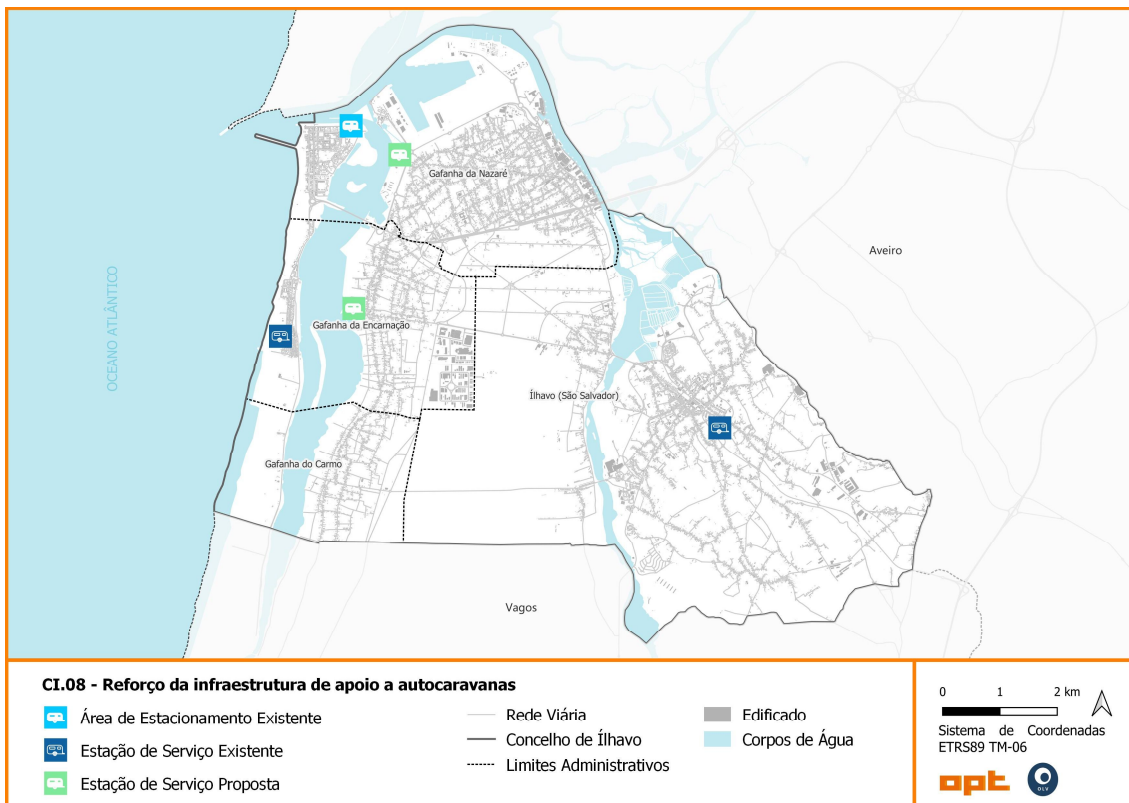 Gafanha da Nazaré
Aveiro
OCEANO ATLÂNTICO
Gafanha da Encarnação
Ílhavo (São Salvador)
Gafanha do Carmo
Vagos
CI.08 - Reforço da infraestrutura de apoio a autocaravanas
Área de Estacionamento Existente
Estação de Serviço Existente
Estação de Serviço Proposta
Rede Viária
Concelho de Ílhavo
Limites Administrativos
Edificado
Corpos de Água
0 1 2 km
Sistema de Coordenadas
ETRS89 TM-06
opt
OLV